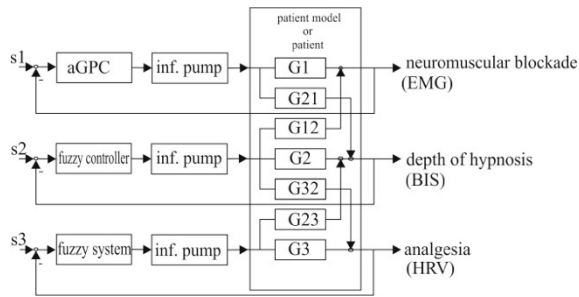 patient model
or
patient
s1
-
aGPC
inf. pump
G1
neuromuscular blockade
(EMG)
G21
G12
s2
-
fuzzy controller
inf. pump
G2
depth of hypnosis
(BIS)
G32
G23
s3
-
fuzzy system
inf. pump
G3
analgesia
(HRV)